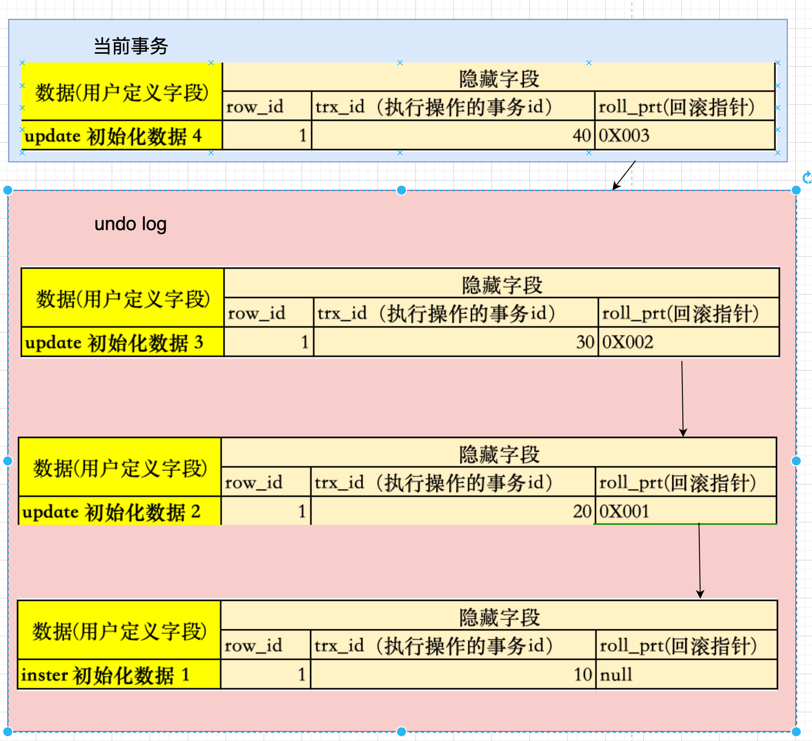 当前事务
数据(用户定义字段)
隐藏字段
row_id
trx_id（执行操作的事务id）
roll_prt(回滚指针)
update 初始化数据 4
1
40
0X003
undo log
数据(用户定义字段)
隐藏字段
row_id
trx_id（执行操作的事务id）
roll_prt(回滚指针)
update 初始化数据 3
1
30
0X002
数据(用户定义字段)
隐藏字段
row_id
trx_id（执行操作的事务id）
roll_prt(回滚指针)
update 初始化数据 2
1
20
0X001
数据(用户定义字段)
隐藏字段
row_id
trx_id（执行操作的事务id）
roll_prt(回滚指针)
inster 初始化数据 1
1
10
null